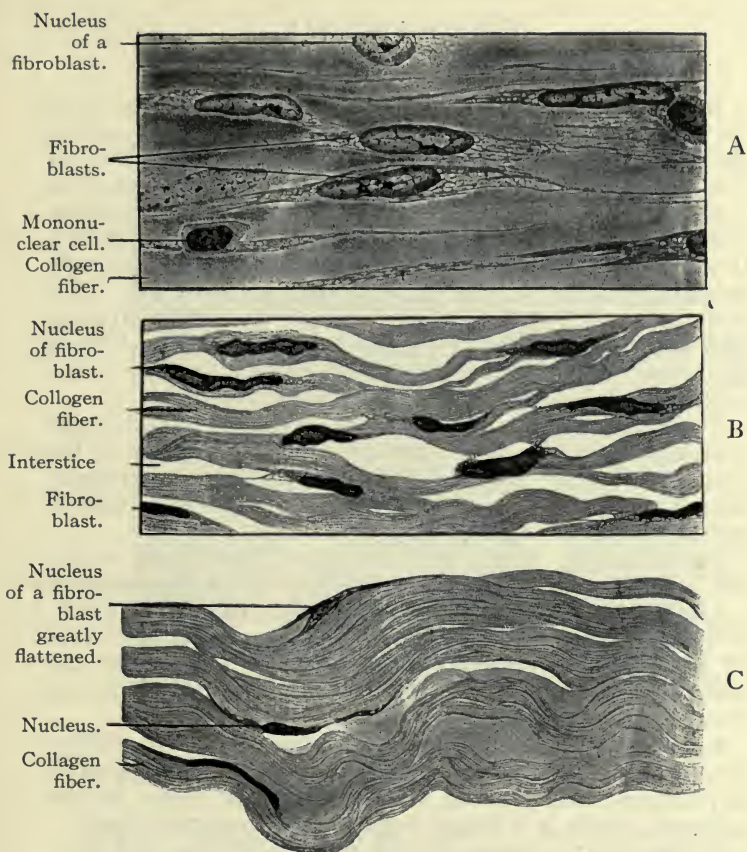 Nucleus
of a
fibroblast.
Fibro-
blasts.
Mononu-
clear cell.
Collogen
fiber.
A
Nucleus
of fibro-
blast.
Collogen
fiber.
Interstice
Fibro-
blast.
B
Nucleus
of a fibro-
blast
greatly
flattened.
Nucleus.
Collagen
fiber.
C